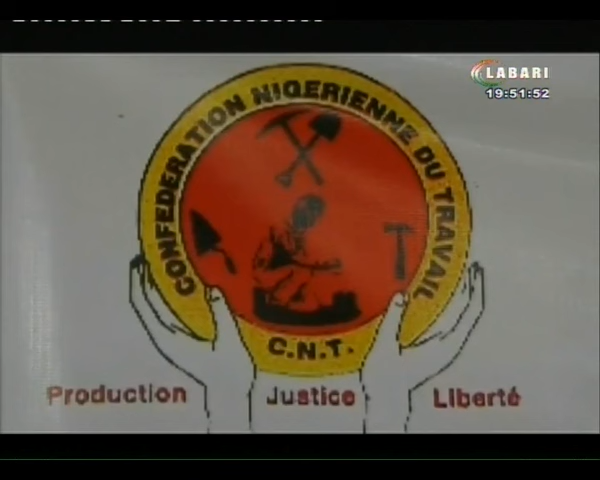 LABARI
19:51:52
CONFEDERATION NIGERIENNE DU TRAVAIL
C.N.T.
Production Justice Liberté